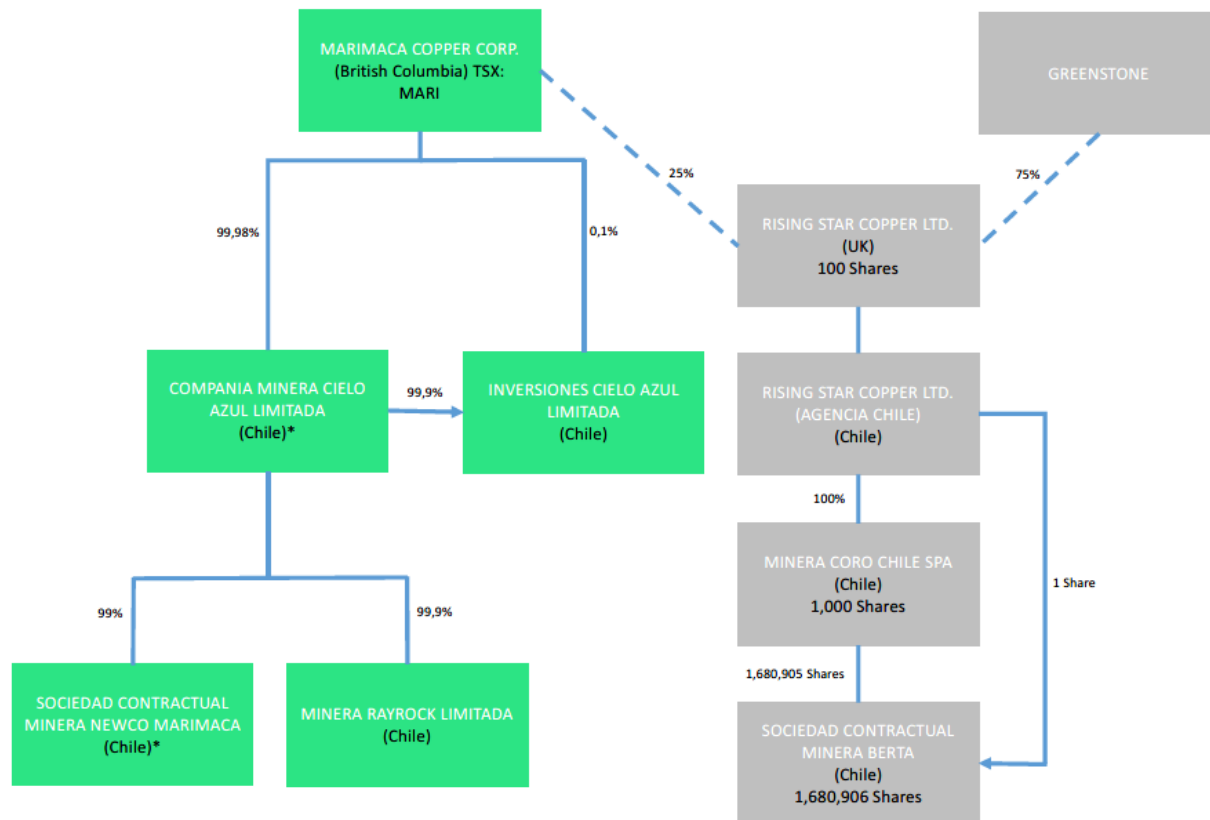 MARIMACA COPPER CORP.
(British Columbia) TSX:
MARI
GREENSTONE
25%
75%
99,98%
0,1%
RISING STAR COPPER LTD.
(UK)
100 Shares
COMPANIA MINERA CIELO
AZUL LIMITADA
(Chile)*
99,9%
INVERSIONES CIELO AZUL
LIMITADA
(Chile)
RISING STAR COPPER LTD.
(AGENCIA CHILE)
(Chile)
100%
MINERA CORO CHILE SPA
(Chile)
1,000 Shares
1 Share
99%
99,9%
1,680,905 Shares
SOCIEDAD CONTRACTUAL
MINERA NEWCO MARIMACA
(Chile)*
MINERA RAYROCK LIMITADA
(Chile)
SOCIEDAD CONTRACTUAL
MINERA BERTA
(Chile)
1,680,906 Shares